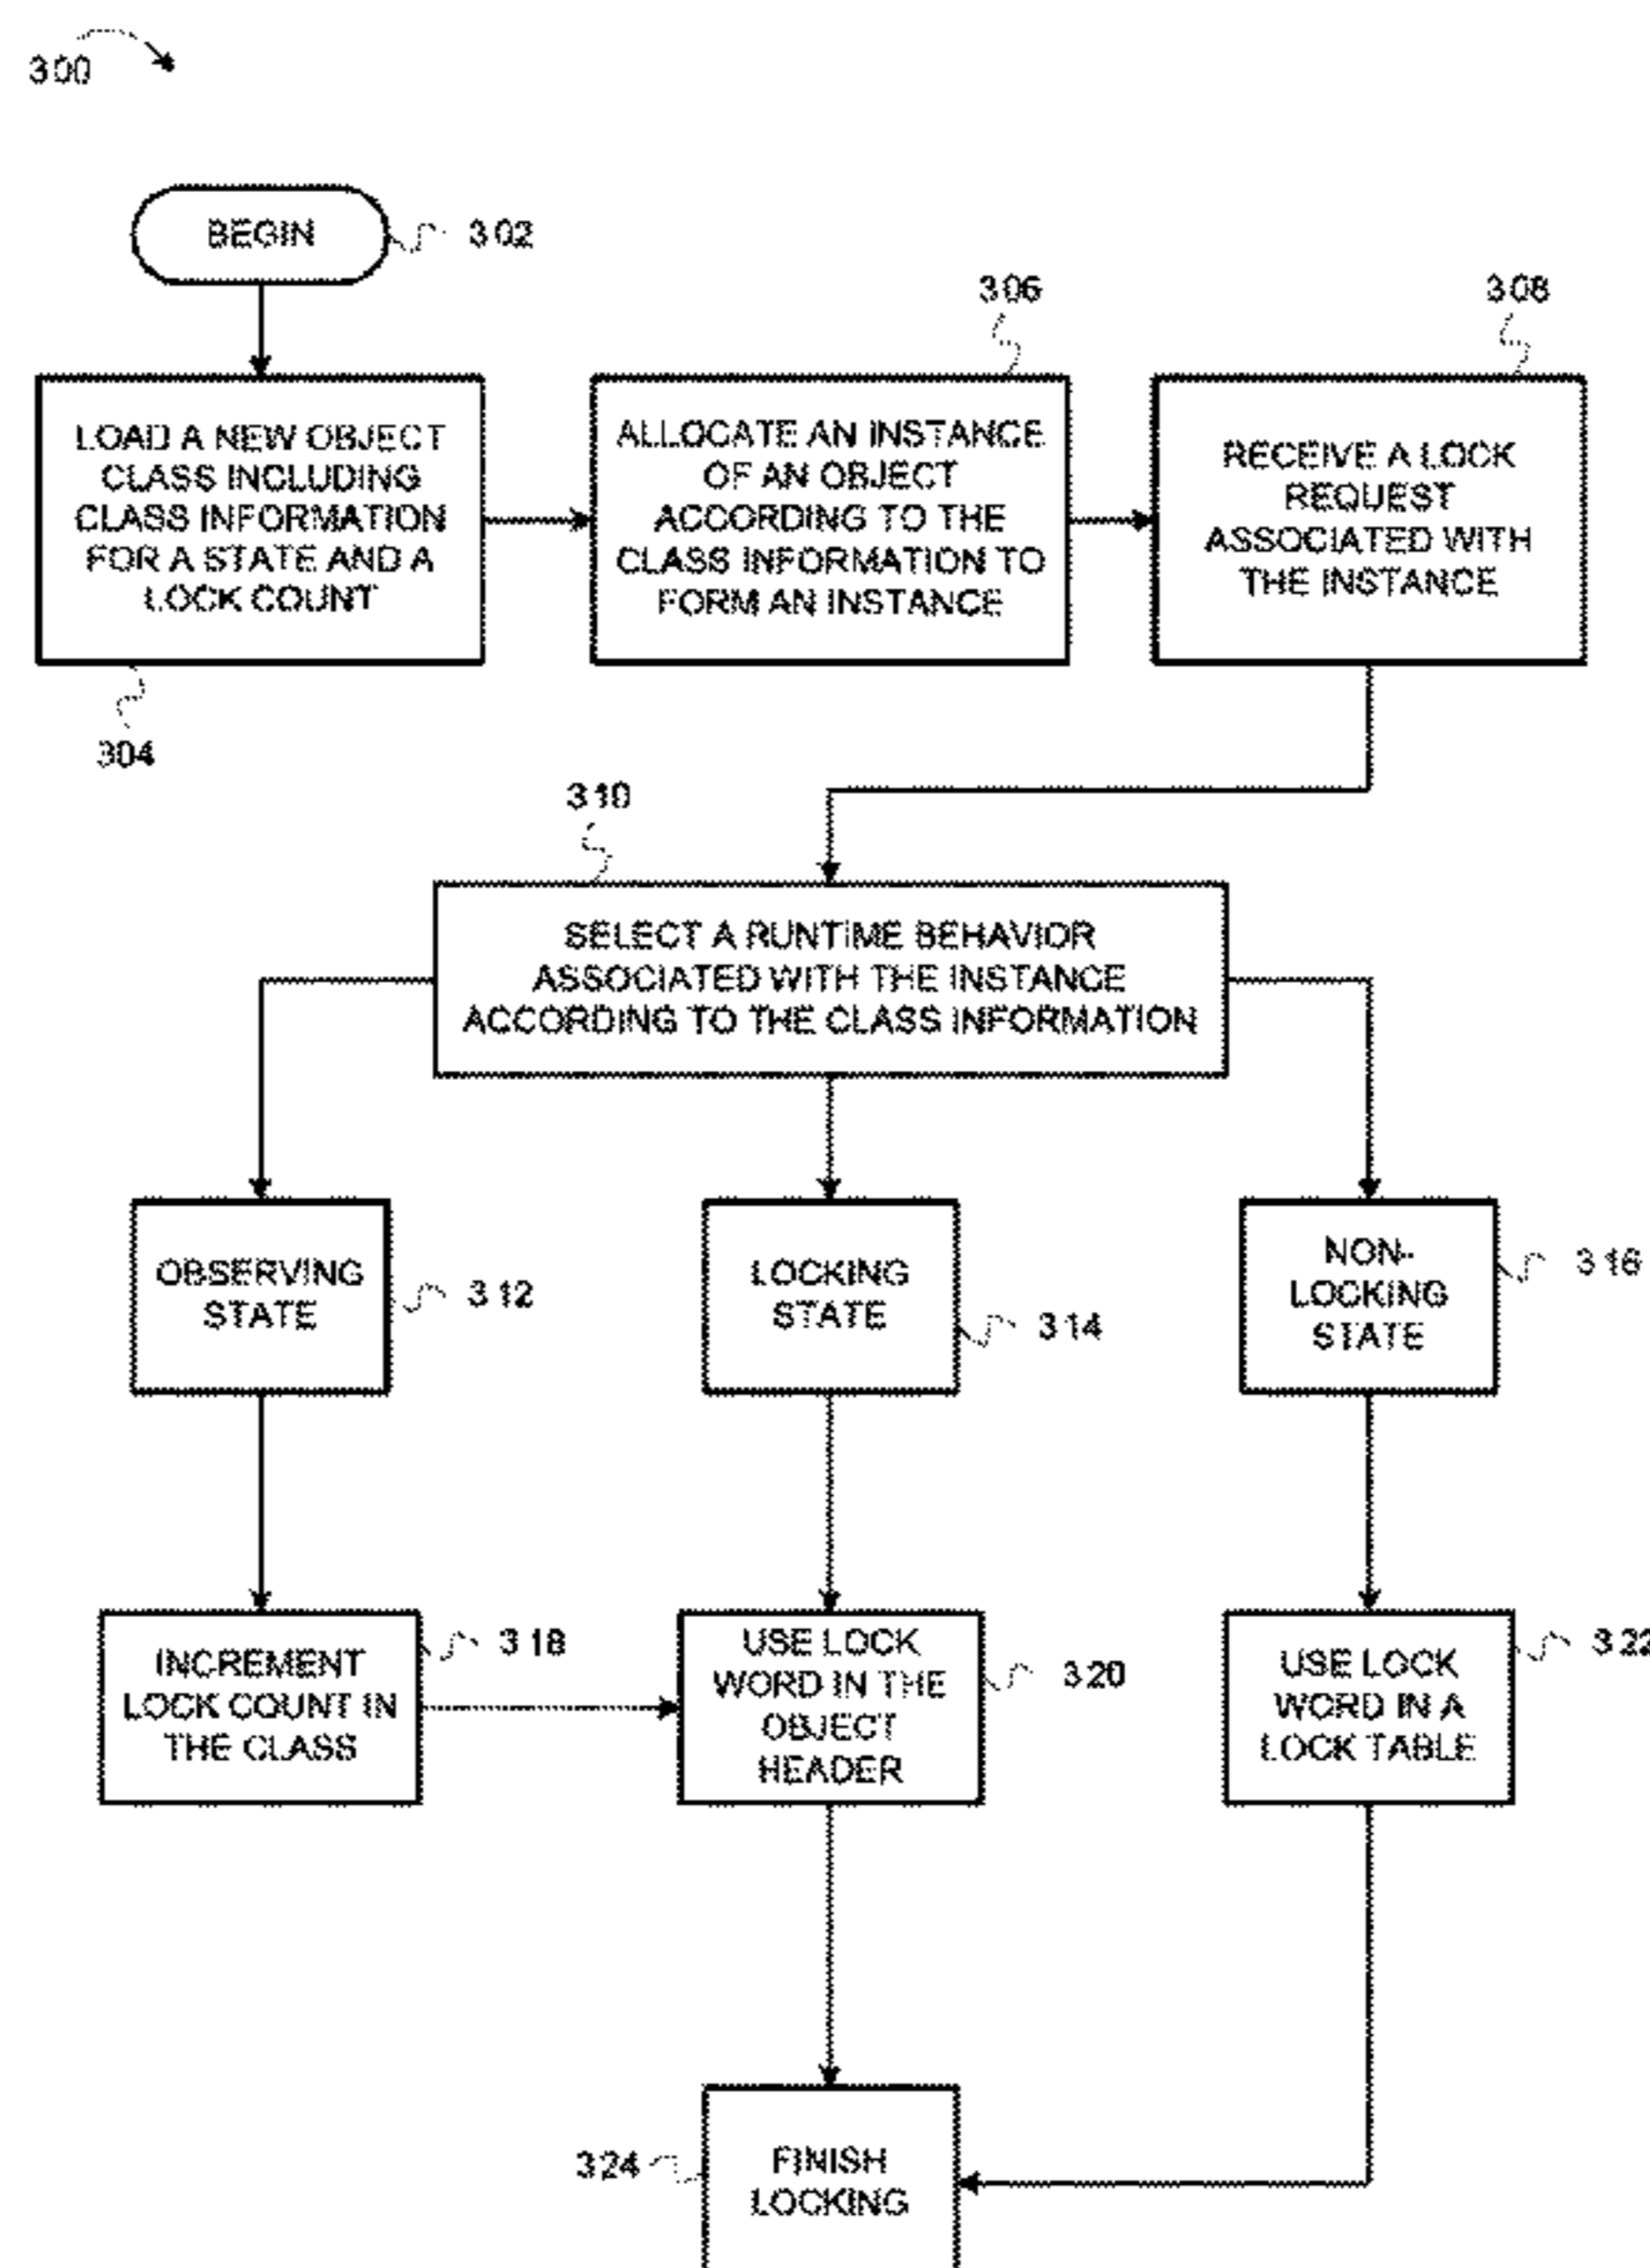 300
BEGIN
302
306
308
LOAD A NEW OBJECT
CLASS INCLUDING
CLASS INFORMATION
FOR A STATE AND A
LOCK COUNT
ALLOCATE AN INSTANCE
OF AN OBJECT
ACCORDING TO THE
CLASS INFORMATION TO
FORM AN INSTANCE
RECEIVE A LOCK
REQUEST
ASSOCIATED WITH
THE INSTANCE
304
310
SELECT A RUNTIME BEHAVIOR
ASSOCIATED WITH THE INSTANCE
ACCORDING TO THE CLASS INFORMATION
OBSERVING
STATE
312
LOCKING
STATE
314
NON-
LOCKING
STATE
316
INCREMENT
LOCK COUNT IN
THE CLASS
318
USE LOCK
WORD IN THE
OBJECT
HEADER
320
USE LOCK
WORD IN A
LOCK TABLE
322
324
FINISH
LOCKING